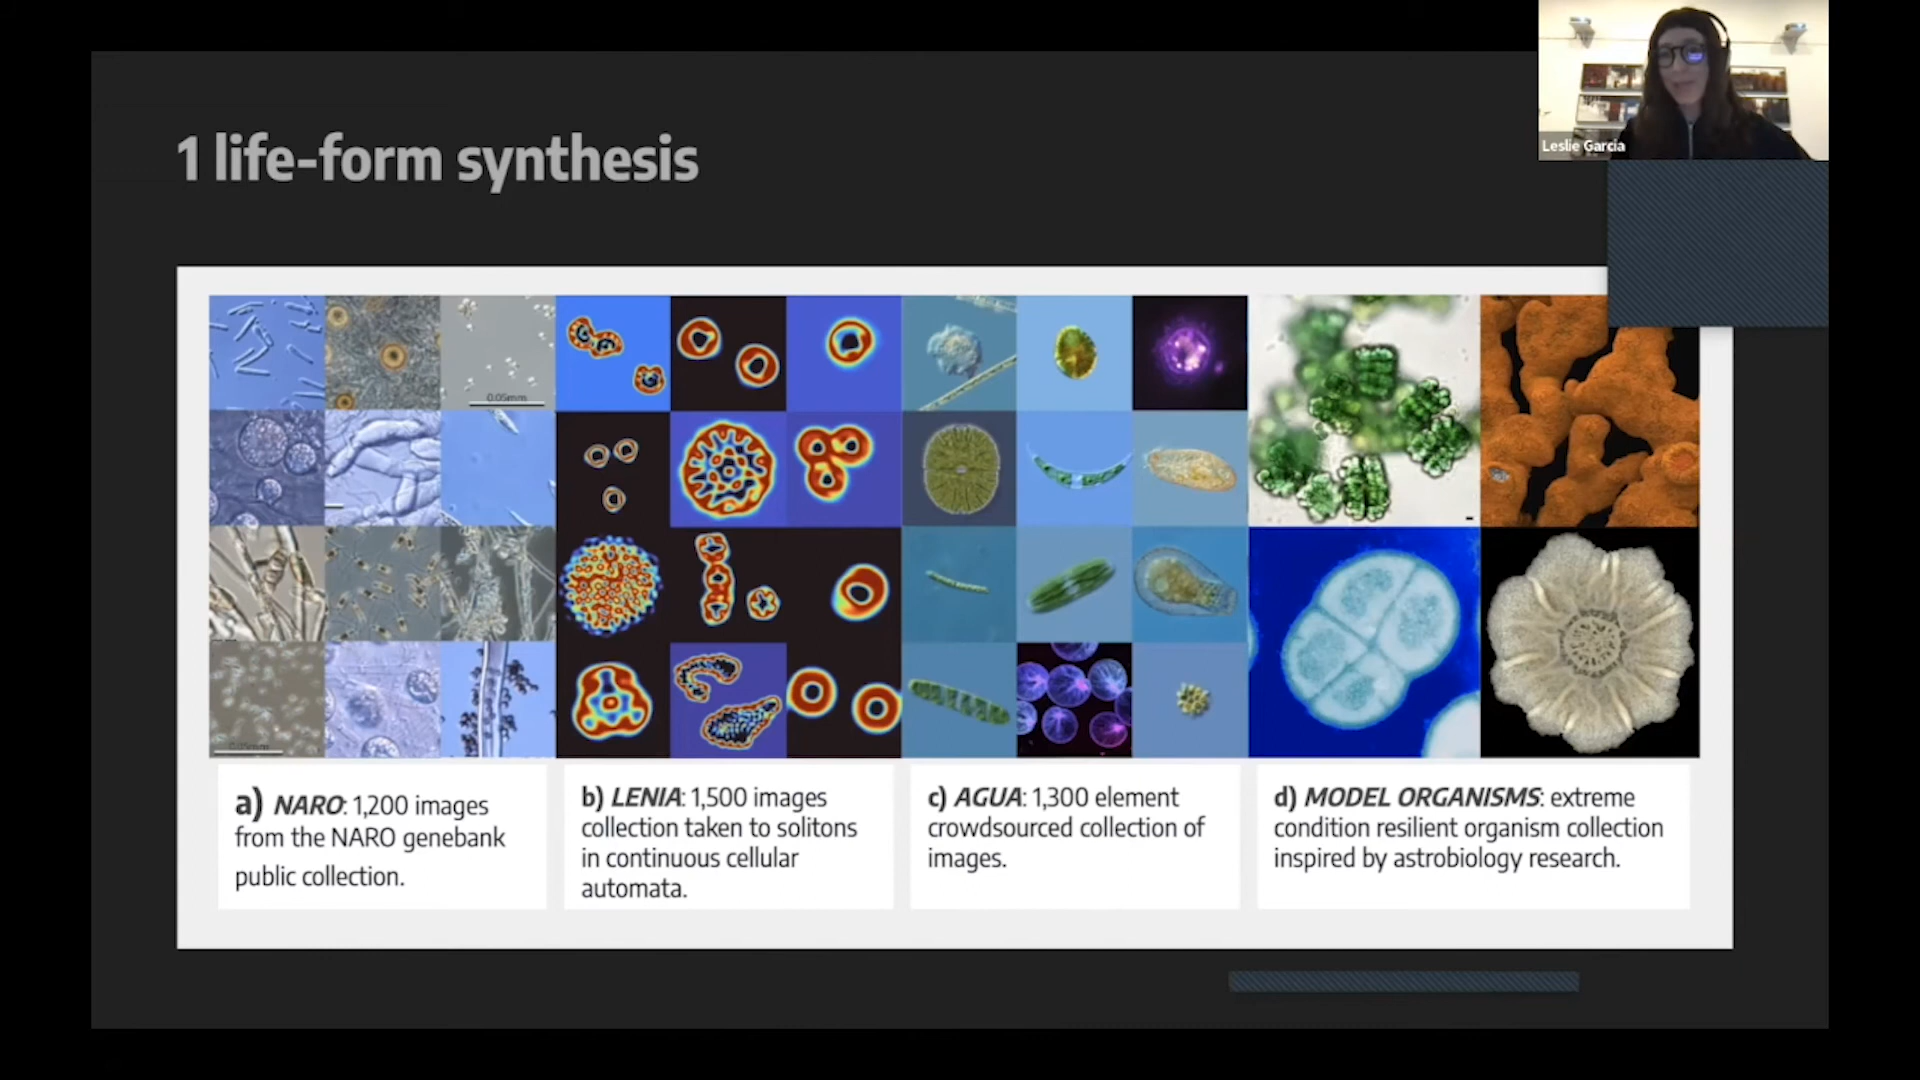 Leslie Garcia
1 life-form synthesis
0.05mm
0.05mm
a) NARO: 1,200 images
from the NARO genebank
public collection.
b) LENIA: 1,500 images
collection taken to solitons
in continuous cellular
automata.
c) AGUA: 1,300 element
crowdsourced collection of
images.
d) MODEL ORGANISMS: extreme
condition resilient organism collection
inspired by astrobiology research.